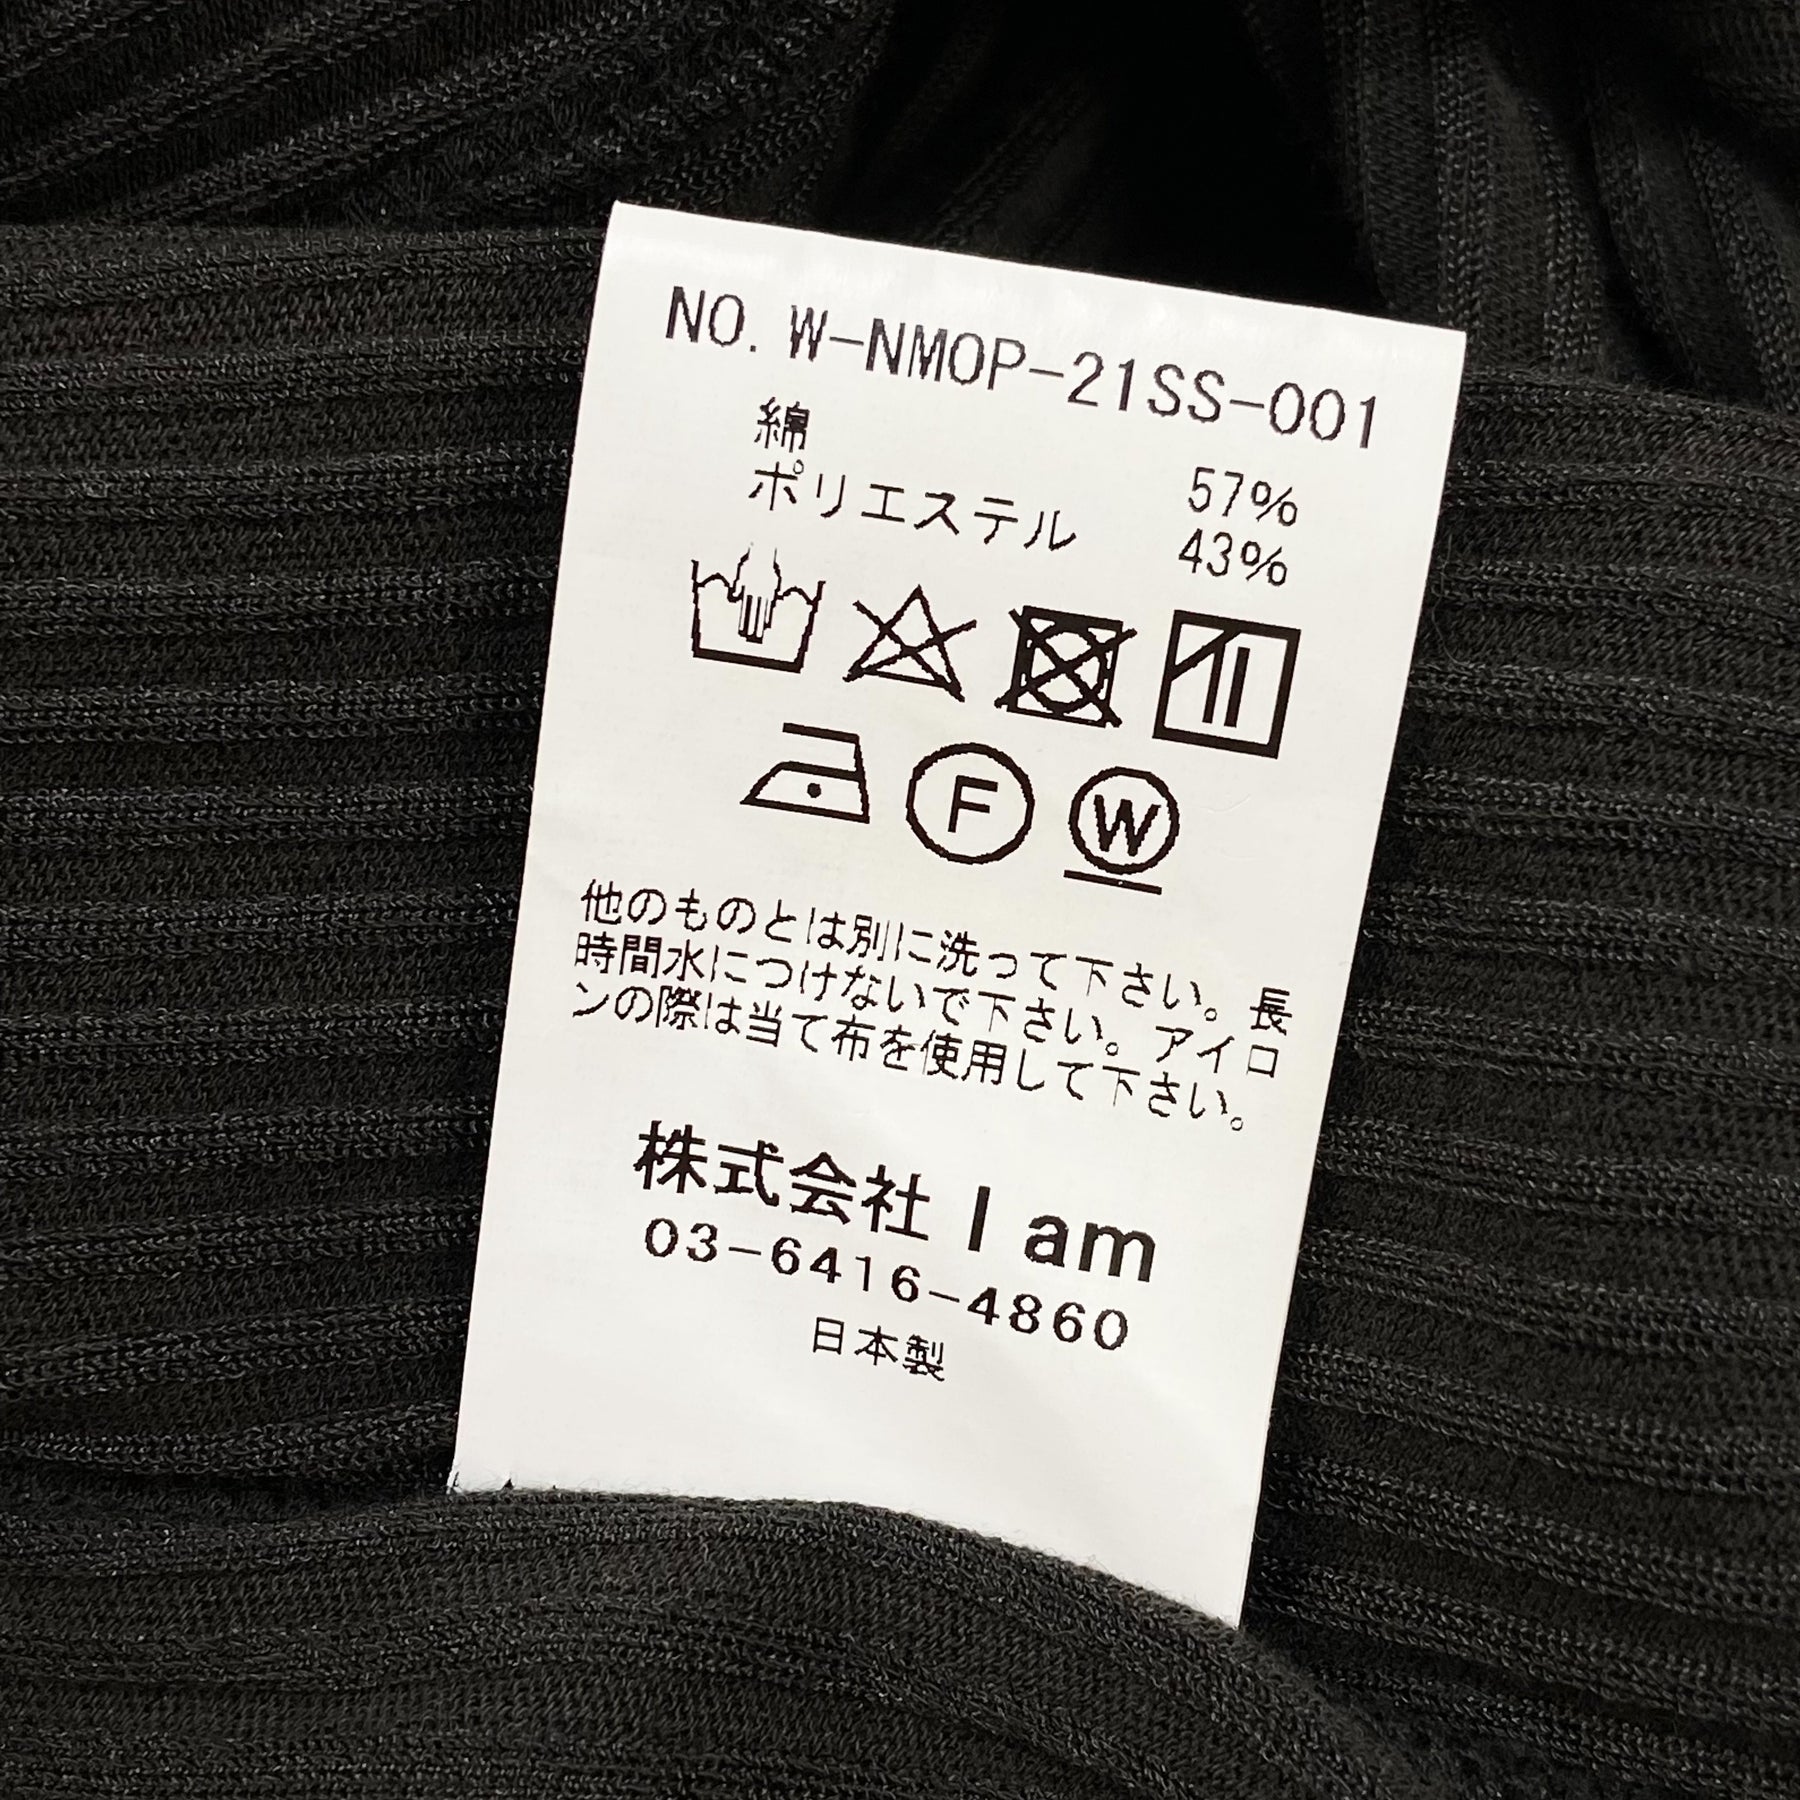 NO. W-NMOP-21SS-001
綿 57%
ポリエステル 43%
F W
他のものとは別に洗って下さい。長
時間水につけないで下さい。アイロ
ンの際は当て布を使用して下さい。
株式会社 I am
03-6416-4860
日本製